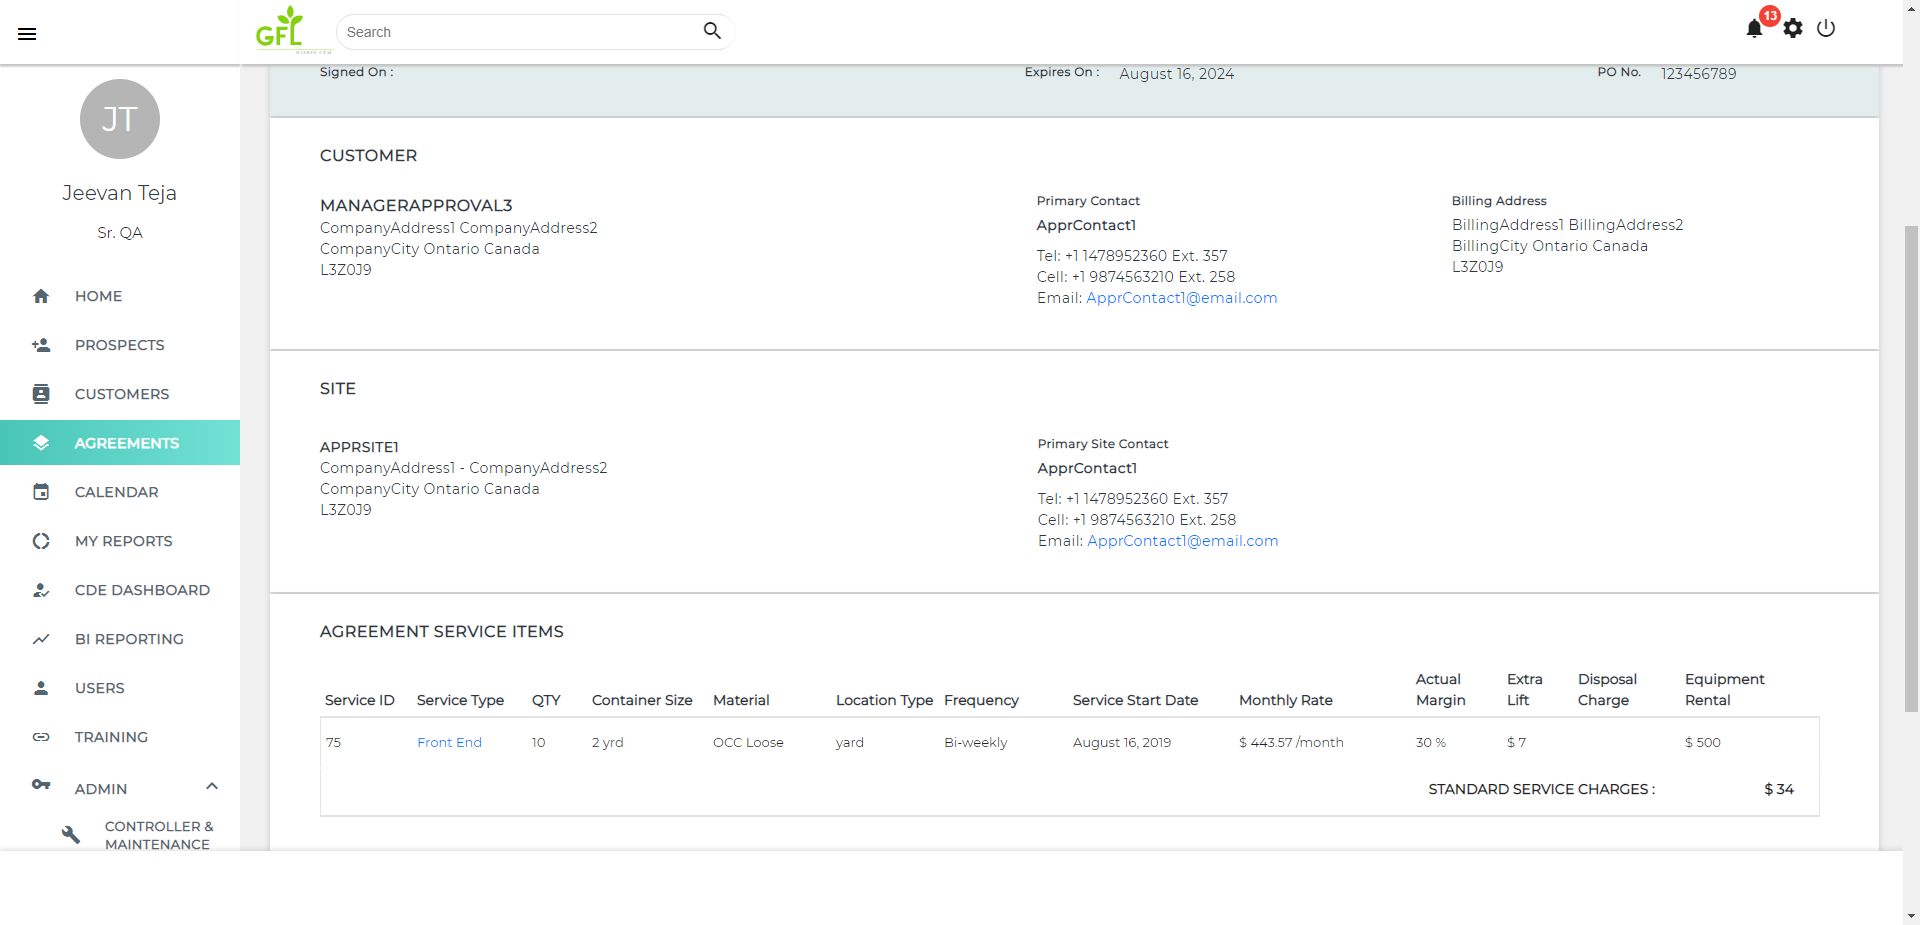 GFL
Search
13
Signed On :
Expires On : August 16, 2024
PO No. 123456789
JT
Jeevan Teja
Sr. QA
HOME
PROSPECTS
CUSTOMERS
AGREEMENTS
CALENDAR
MY REPORTS
CDE DASHBOARD
BI REPORTING
USERS
TRAINING
ADMIN
CONTROLLER &
MAINTENANCE
CUSTOMER
MANAGERAPPROVAL3
CompanyAddress1 CompanyAddress2
CompanyCity Ontario Canada
L3Z0J9
Primary Contact
ApprContact1
Tel: +1 1478952360 Ext. 357
Cell: +1 9874563210 Ext. 258
Email: ApprContact1@email.com
Billing Address
BillingAddress1 BillingAddress2
BillingCity Ontario Canada
L3Z0J9
SITE
APPRSITE1
CompanyAddress1 - CompanyAddress2
CompanyCity Ontario Canada
L3Z0J9
Primary Site Contact
ApprContact1
Tel: +1 1478952360 Ext. 357
Cell: +1 9874563210 Ext. 258
Email: ApprContact1@email.com
AGREEMENT SERVICE ITEMS
Service ID Service Type QTY Container Size Material Location Type Frequency Service Start Date Monthly Rate Actual Margin Extra Lift Disposal Charge Equipment Rental
75 Front End 10 2 yrd OCC Loose yard Bi-weekly August 16, 2019 $ 443.57 /month 30 % $ 7 $ 500
STANDARD SERVICE CHARGES : $ 34